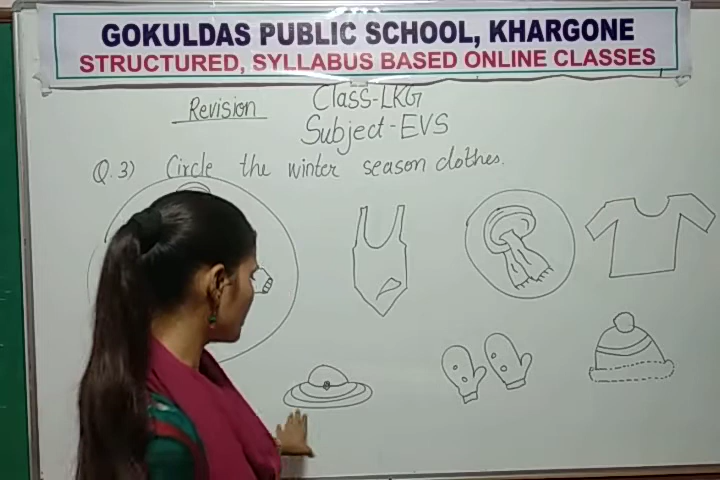 GOKULDAS PUBLIC SCHOOL, KHARGONE
STRUCTURED, SYLLABUS BASED ONLINE CLASSES
Revision
Class-LKG
Subject-EVS
Q.3) Circle the winter season clothes.